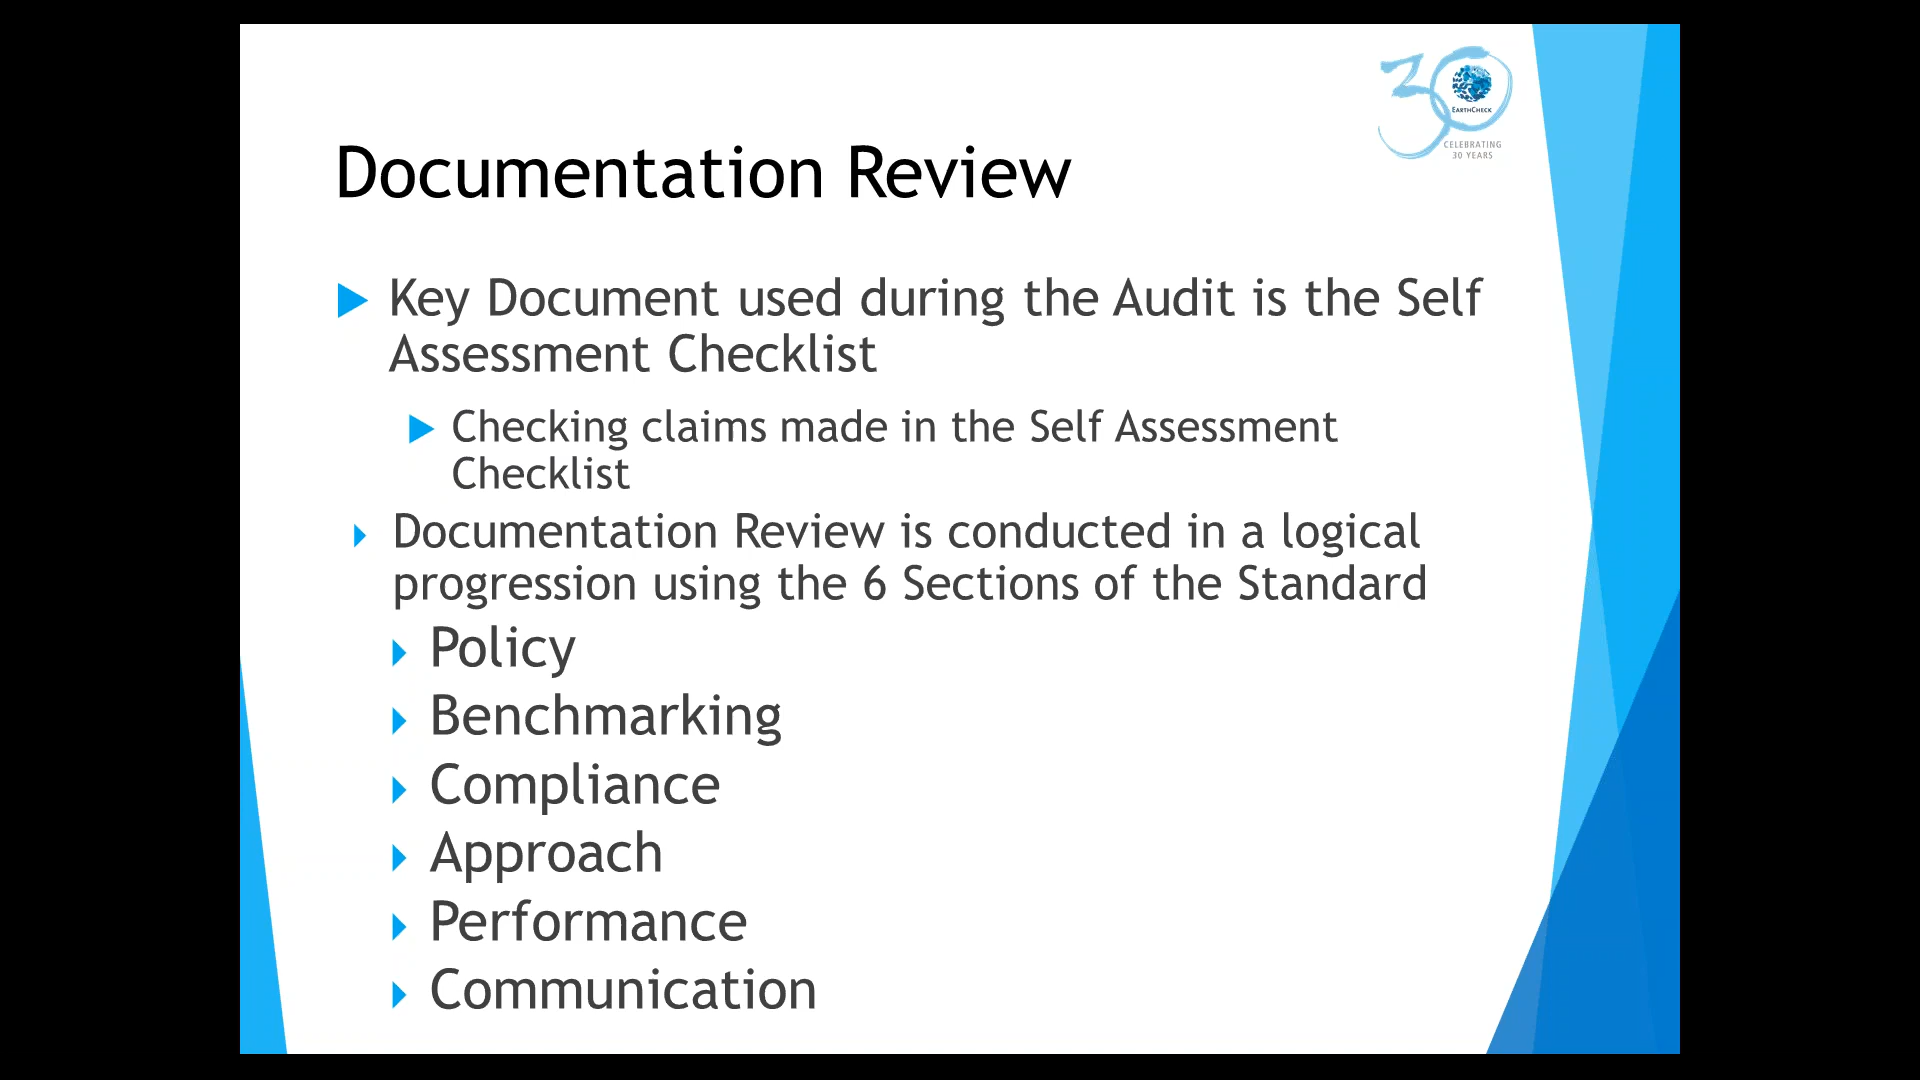 30
EARTHCHECK
CELEBRATING
30 YEARS
Documentation Review
Key Document used during the Audit is the Self
Assessment Checklist
Checking claims made in the Self Assessment
Checklist
Documentation Review is conducted in a logical
progression using the 6 Sections of the Standard
Policy
Benchmarking
Compliance
Approach
Performance
Communication